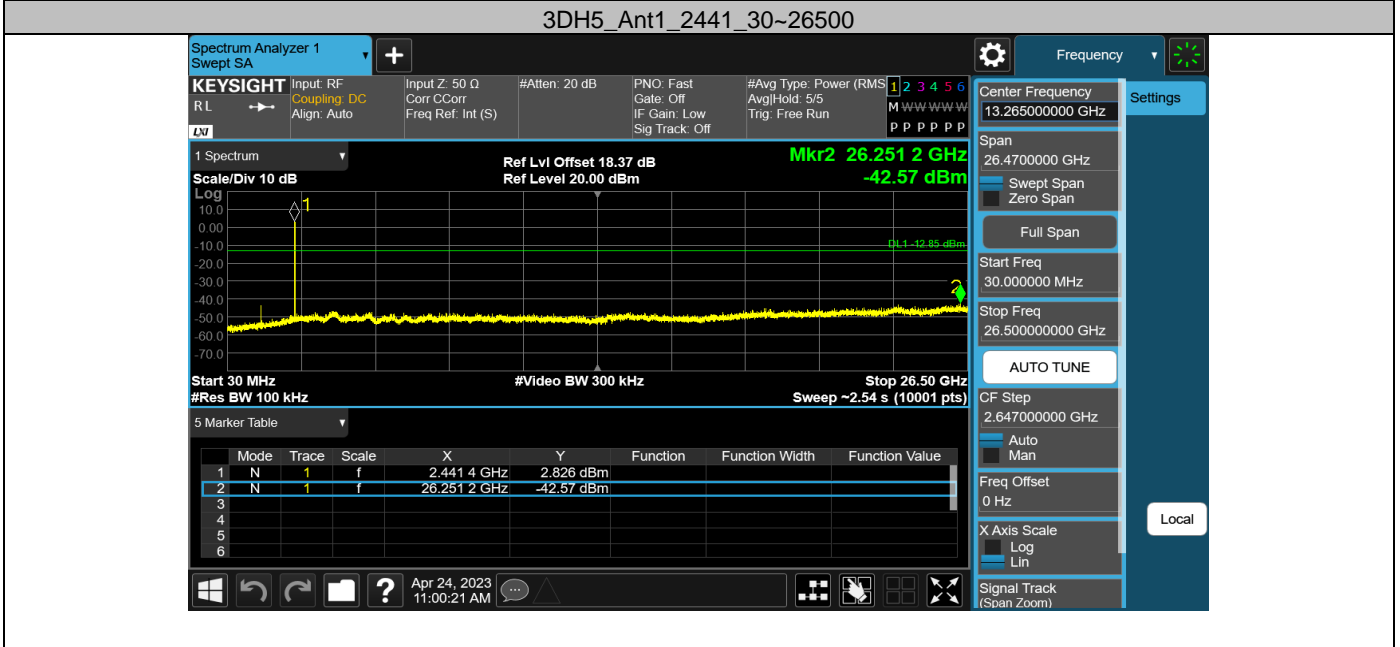 3DH5_Ant1_2441_30~26500
Spectrum Analyzer 1
Swept SA
+
Frequency
KEYSIGHT
R L
LXI
Input: RF
Coupling: DC
Align: Auto
Input Z: 50 Ω
Corr CCorr
Freq Ref: Int (S)
#Atten: 20 dB
PNO: Fast
Gate: Off
IF Gain: Low
Sig Track: Off
#Avg Type: Power (RMS
Avg|Hold: 5/5
Trig: Free Run
1 2 3 4 5 6
M W W W W W
P P P P P P
1 Spectrum
Scale/Div 10 dB
Ref Lvl Offset 18.37 dB
Ref Level 20.00 dBm
Mkr2 26.251 2 GHz
-42.57 dBm
Log
10.0
0.00
-10.0
-20.0
-30.0
-40.0
-50.0
-60.0
-70.0
1
DL1 -12.85 dBm
2
Start 30 MHz
#Res BW 100 kHz
#Video BW 300 kHz
Stop 26.50 GHz
Sweep ~2.54 s (10001 pts)
5 Marker Table
Mode Trace Scale X Y Function Function Width Function Value
1 N 1 f 2.441 4 GHz 2.826 dBm
2 N 1 f 26.251 2 GHz -42.57 dBm
3
4
5
6
?
Apr 24, 2023
11:00:21 AM
Center Frequency
13.265000000 GHz
Span
26.4700000 GHz
Swept Span
Zero Span
Full Span
Start Freq
30.000000 MHz
Stop Freq
26.500000000 GHz
AUTO TUNE
CF Step
2.647000000 GHz
Auto
Man
Freq Offset
0 Hz
X Axis Scale
Log
Lin
Signal Track
(Span Zoom)
Settings
Local